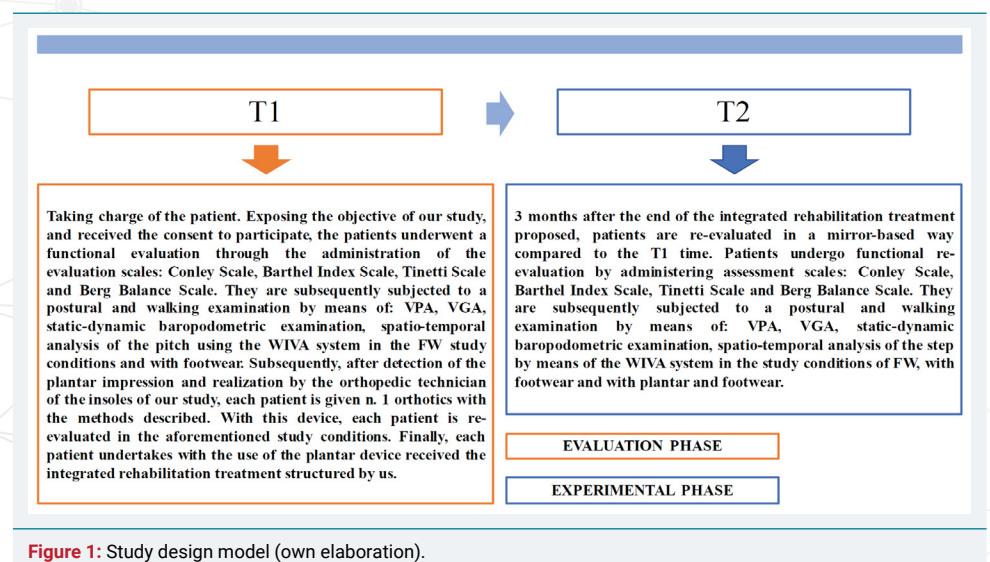 T1
T2
Taking charge of the patient. Exposing the objective of our study,
and received the consent to participate, the patients underwent a
functional evaluation through the administration of the
evaluation scales: Conley Scale, Barthel Index Scale, Tinetti Scale
and Berg Balance Scale. They are subsequently subjected to a
postural and walking examination by means of: VPA, VGA,
static-dynamic baropodometric examination, spatio-temporal
analysis of the pitch using the WIVA system in the FW study
conditions and with footwear. Subsequently, after detection of the
plantar impression and realization by the orthopedic technician
of the insoles of our study, each patient is given n. 1 orthotics with
the methods described. With this device, each patient is re-
evaluated in the aforementioned study conditions. Finally, each
patient undertakes with the use of the plantar device received the
integrated rehabilitation treatment structured by us.
3 months after the end of the integrated rehabilitation treatment
proposed, patients are re-evaluated in a mirror-based way
compared to the T1 time. Patients undergo functional re-
evaluation by administering assessment scales: Conley Scale,
Barthel Index Scale, Tinetti Scale and Berg Balance Scale. They
are subsequently subjected to a postural and walking
examination by means of: VPA, VGA, static-dynamic
baropodometric examination, spatio-temporal analysis of the step
by means of the WIVA system in the study conditions of FW, with
footwear and with plantar and footwear.
EVALUATION PHASE
EXPERIMENTAL PHASE
Figure 1: Study design model (own elaboration).